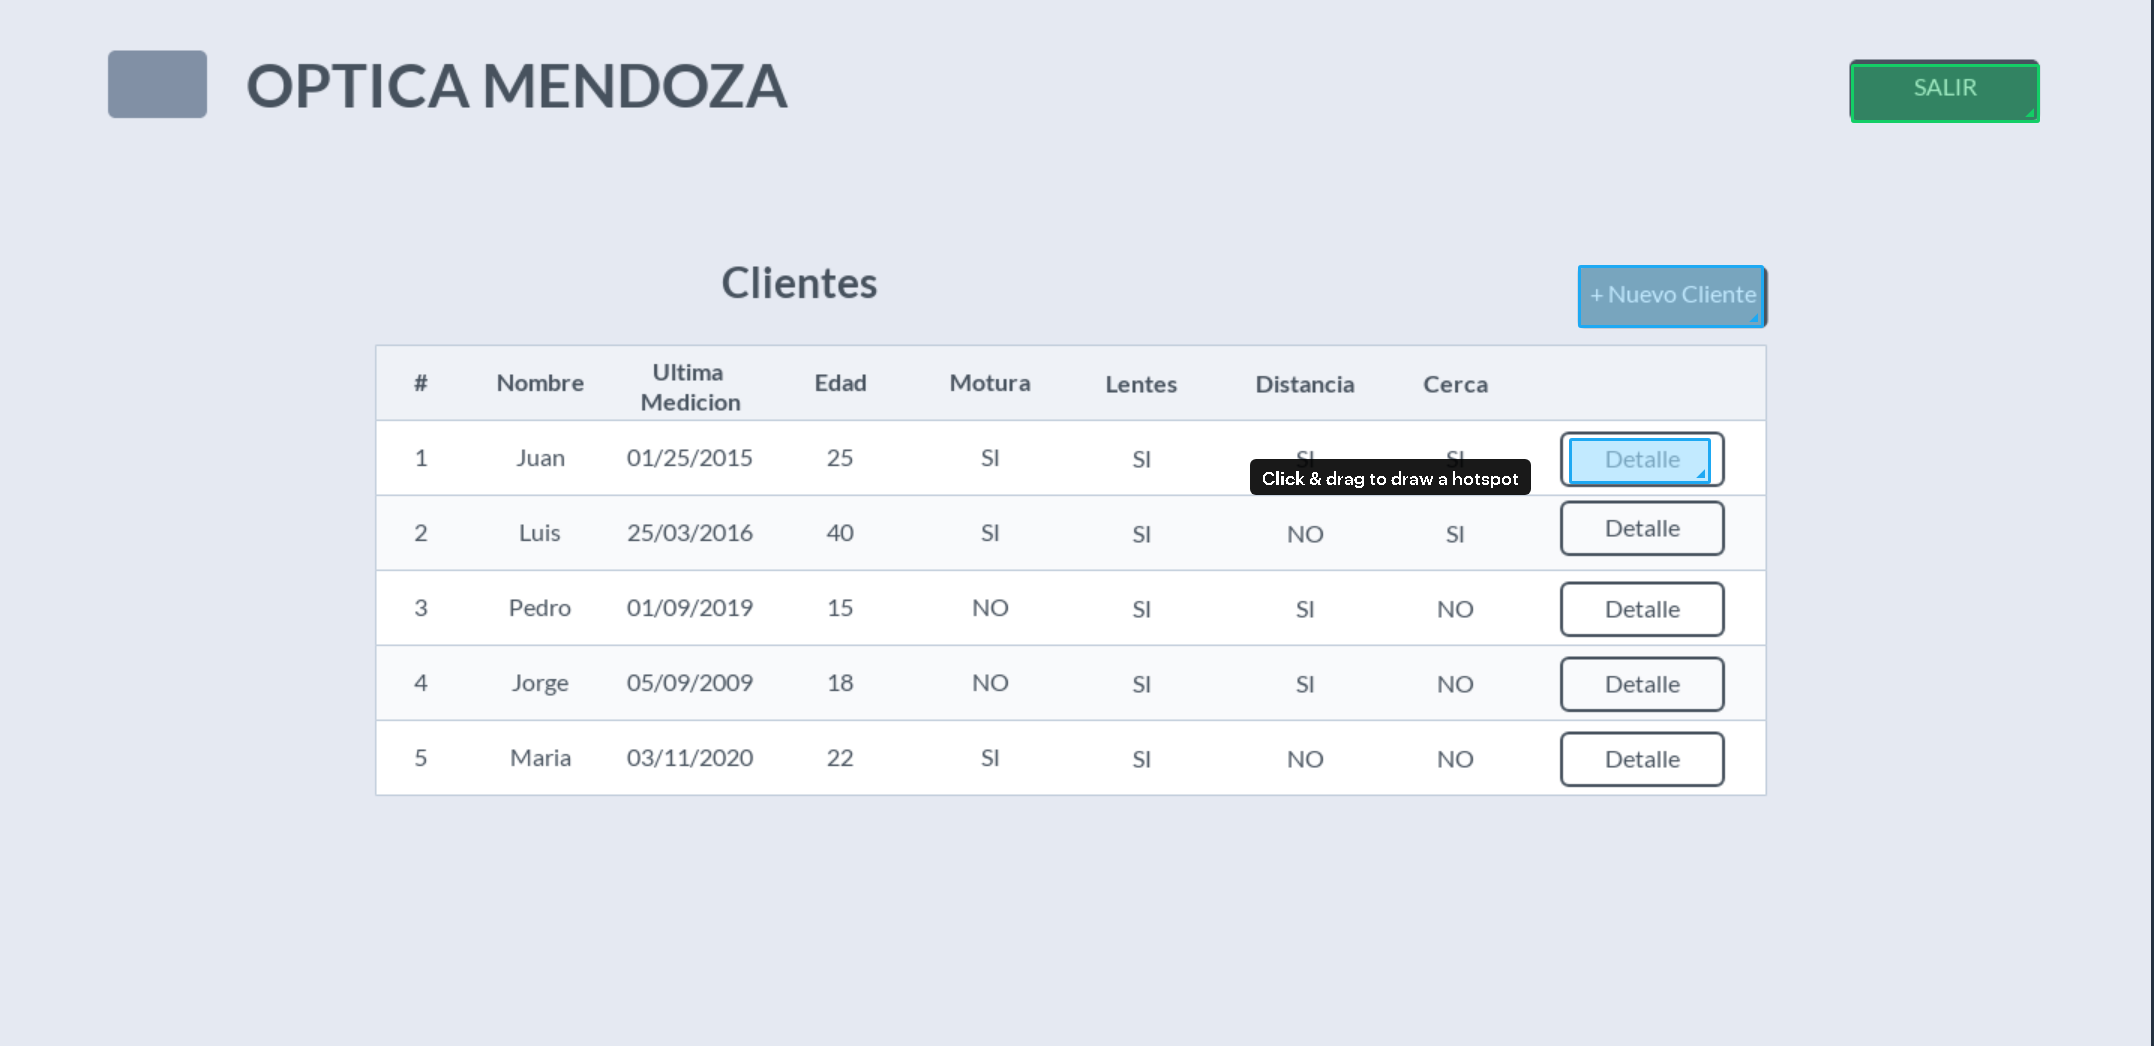 OPTICA MENDOZA
SALIR
Clientes
+ Nuevo Cliente
# Nombre Ultima Medicion Edad Motura Lentes Distancia Cerca
1 Juan 01/25/2015 25 SI SI SI SI Detalle
Click & drag to draw a hotspot
2 Luis 25/03/2016 40 SI SI NO SI Detalle
3 Pedro 01/09/2019 15 NO SI SI NO Detalle
4 Jorge 05/09/2009 18 NO SI SI NO Detalle
5 Maria 03/11/2020 22 SI SI NO NO Detalle